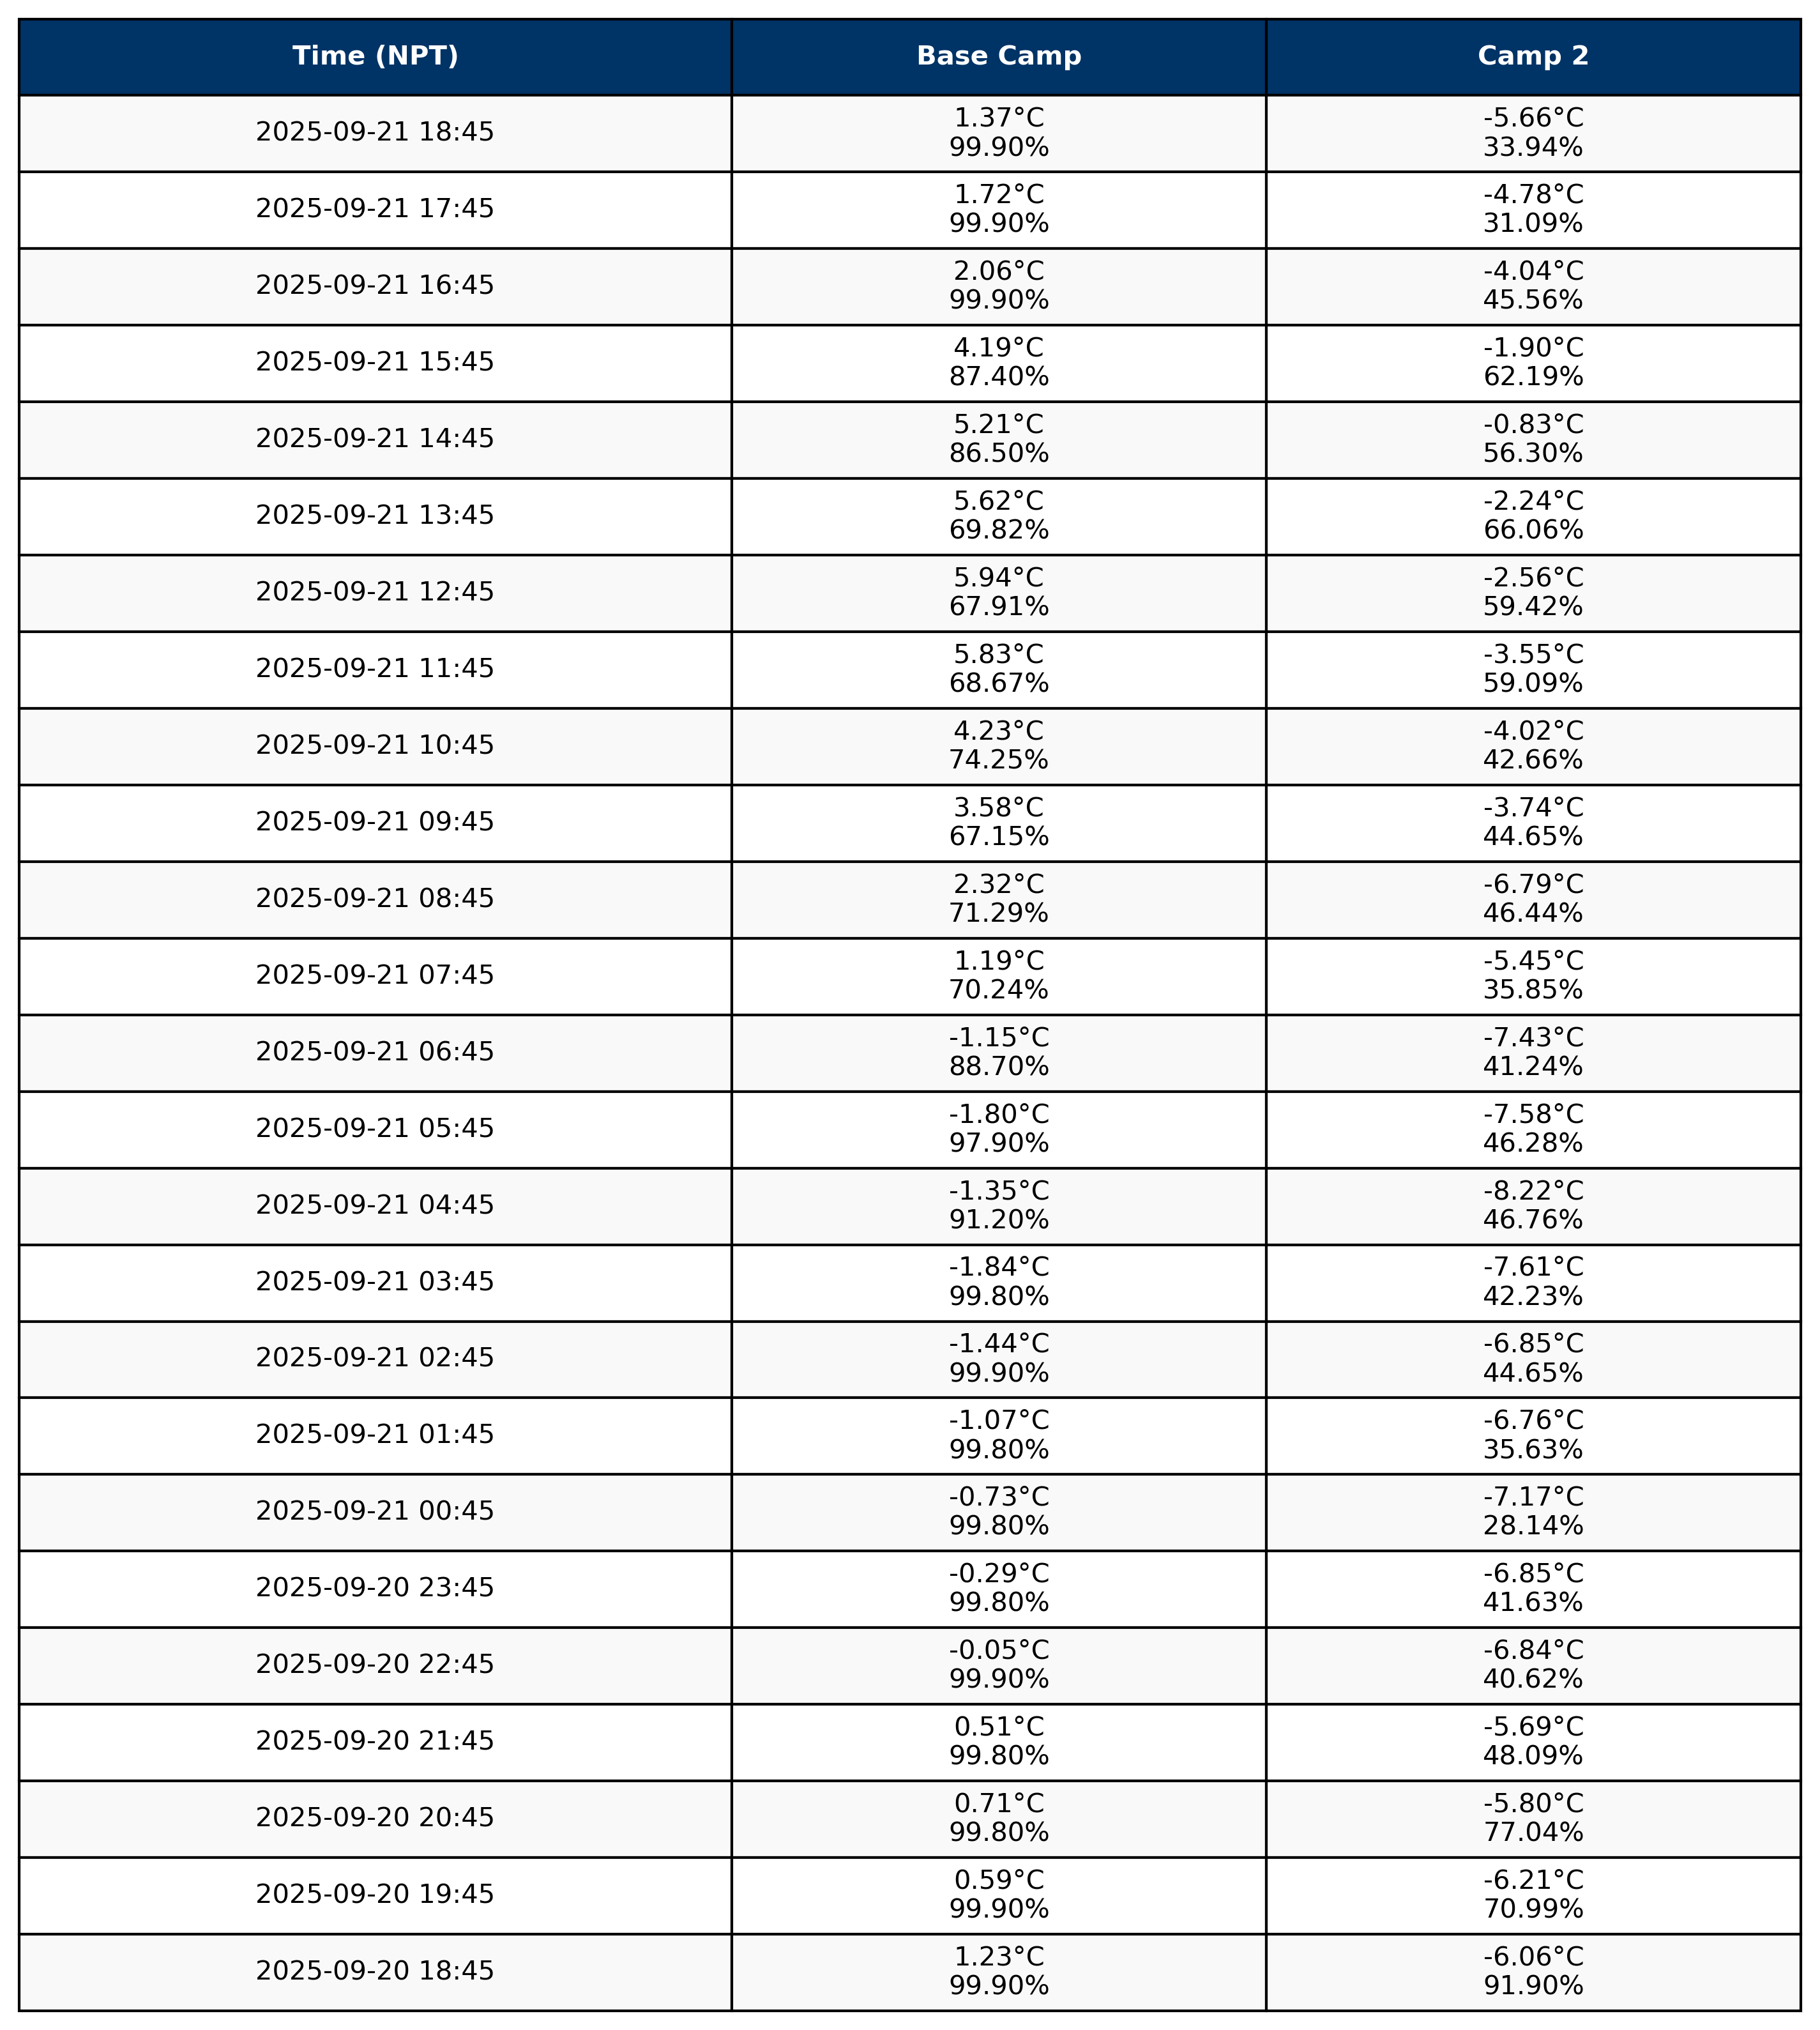 Time (NPT) Base Camp Camp 2
2025-09-21 18:45
1.37°C
99.90%
-5.66°C
33.94%
2025-09-21 17:45
1.72°C
99.90%
-4.78°C
31.09%
2025-09-21 16:45
2.06°C
99.90%
-4.04°C
45.56%
2025-09-21 15:45
4.19°C
87.40%
-1.90°C
62.19%
2025-09-21 14:45
5.21°C
86.50%
-0.83°C
56.30%
2025-09-21 13:45
5.62°C
69.82%
-2.24°C
66.06%
2025-09-21 12:45
5.94°C
67.91%
-2.56°C
59.42%
2025-09-21 11:45
5.83°C
68.67%
-3.55°C
59.09%
2025-09-21 10:45
4.23°C
74.25%
-4.02°C
42.66%
2025-09-21 09:45
3.58°C
67.15%
-3.74°C
44.65%
2025-09-21 08:45
2.32°C
71.29%
-6.79°C
46.44%
2025-09-21 07:45
1.19°C
70.24%
-5.45°C
35.85%
2025-09-21 06:45
-1.15°C
88.70%
-7.43°C
41.24%
2025-09-21 05:45
-1.80°C
97.90%
-7.58°C
46.28%
2025-09-21 04:45
-1.35°C
91.20%
-8.22°C
46.76%
2025-09-21 03:45
-1.84°C
99.80%
-7.61°C
42.23%
2025-09-21 02:45
-1.44°C
99.90%
-6.85°C
44.65%
2025-09-21 01:45
-1.07°C
99.80%
-6.76°C
35.63%
2025-09-21 00:45
-0.73°C
99.80%
-7.17°C
28.14%
2025-09-20 23:45
-0.29°C
99.80%
-6.85°C
41.63%
2025-09-20 22:45
-0.05°C
99.90%
-6.84°C
40.62%
2025-09-20 21:45
0.51°C
99.80%
-5.69°C
48.09%
2025-09-20 20:45
0.71°C
99.80%
-5.80°C
77.04%
2025-09-20 19:45
0.59°C
99.90%
-6.21°C
70.99%
2025-09-20 18:45
1.23°C
99.90%
-6.06°C
91.90%